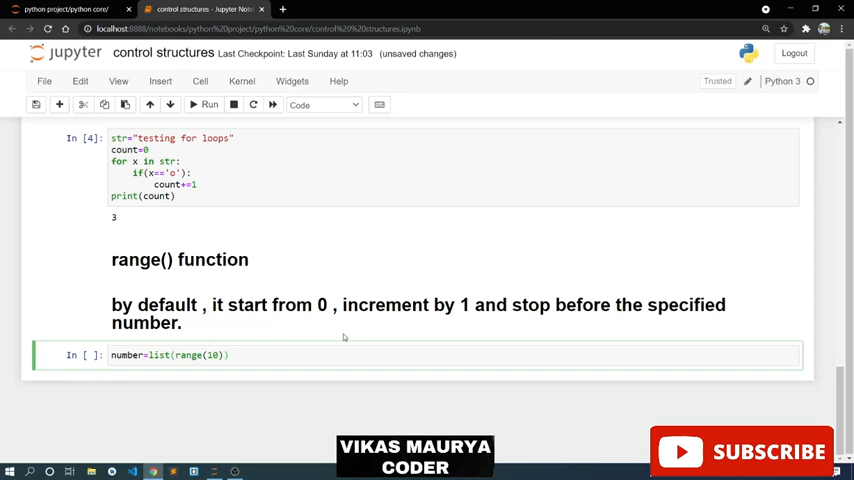 python project/python core/
control structures - Jupyter Not
localhost:8888/notebooks/python%20project/python%20core/control%20%20structures.ipynb
jupyter control structures Last Checkpoint: Last Sunday at 11:03 (unsaved changes)
Logout
File Edit View Insert Cell Kernel Widgets Help
Trusted Python 3
Run Code
In [4]: str="testing for loops"
count=0
for x in str:
if(x=='o'):
count+=1
print(count)
3
range() function
by default , it start from 0 , increment by 1 and stop before the specified
number.
In [ ]: number=list(range(10))
VIKAS MAURYA
CODER
SUBSCRIBE